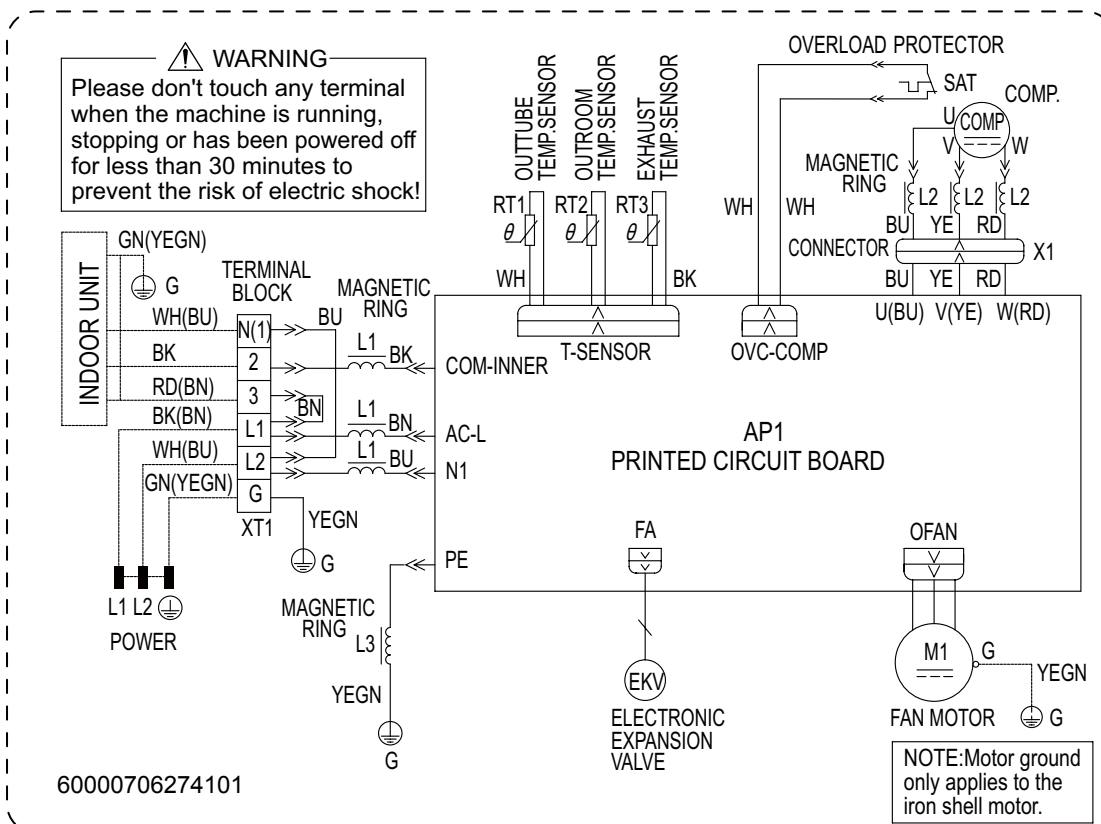 WARNING
Please don't touch any terminal
when the machine is running,
stopping or has been powered off
for less than 30 minutes to
prevent the risk of electric shock!
OUTTUBE
TEMP.SENSOR
OUTROOM
TEMP.SENSOR
EXHAUST
TEMP.SENSOR
RT1
RT2
RT3
θ
θ
θ
WH
BK
T-SENSOR
OVERLOAD PROTECTOR
SAT
WH
WH
OVC-COMP
COMP.
COMP
U
V
W
MAGNETIC
RING
L2
L2
L2
BU
YE
RD
CONNECTOR
X1
BU
YE
RD
U(BU)
V(YE)
W(RD)
INDOOR UNIT
GN(YEGN)
G
WH(BU)
BK
RD(BN)
BK(BN)
WH(BU)
GN(YEGN)
TERMINAL
BLOCK
N(1)
2
3
L1
L2
G
XT1
BU
BN
MAGNETIC
RING
L1
BK
L1
BN
L1
BU
COM-INNER
AC-L
N1
AP1
PRINTED CIRCUIT BOARD
YEGN
G
L1
L2
POWER
PE
MAGNETIC
RING
L3
YEGN
G
FA
EKV
ELECTRONIC
EXPANSION
VALVE
OFAN
M1
G
YEGN
G
FAN MOTOR
NOTE:Motor ground
only applies to the
iron shell motor.
60000706274101